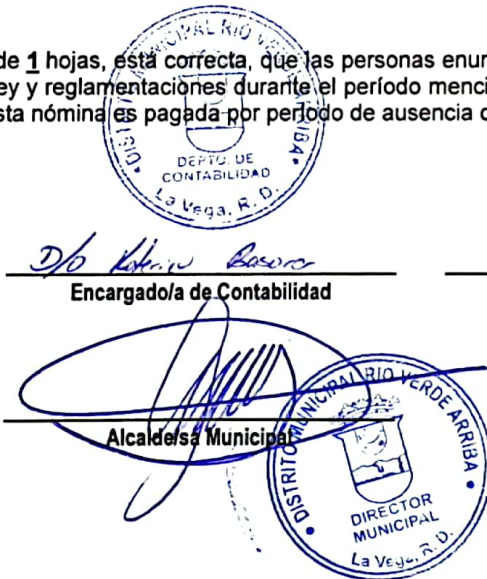 de 1 hojas, está correcta, que las personas enur
ey y reglamentaciones durante el período menci
sta nómina es pagada por período de ausencia o
DISTRITO MUNICIPAL RIO VERDE ARRIBA
DEPTO. DE
CONTABILIDAD
La Vega, R. D.
D/o
Encargado/a de Contabilidad
Alcalde/sa Municipal
DISTRITO MUNICIPAL RIO VERDE ARRIBA
DIRECTOR
MUNICIPAL
La Vega, R. D.